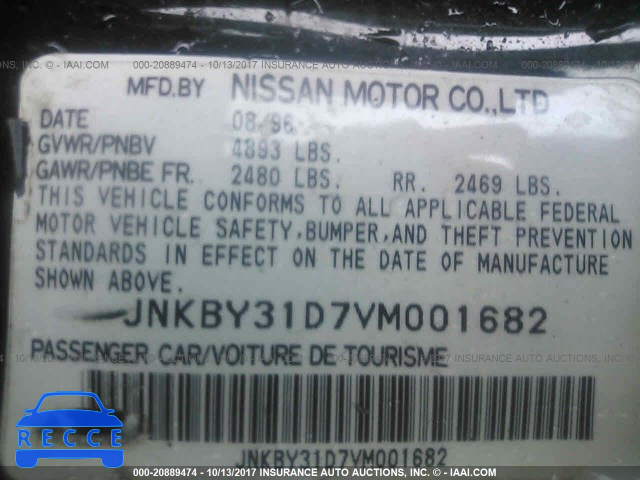 000-20889474 - 10/13/2017 INSURANCE AUTO AUCTIONS, INC. - © IAAI.COM
MFD.BY NISSAN MOTOR CO.,LTD
DATE 08/96
GVWR/PNBV 4893 LBS.
GAWR/PNBE FR. 2480 LBS. RR. 2469 LBS.
THIS VEHICLE CONFORMS TO ALL APPLICABLE FEDERAL
MOTOR VEHICLE SAFETY,BUMPER,AND THEFT PREVENTION
STANDARDS IN EFFECT ON THE DATE OF MANUFACTURE
SHOWN ABOVE.
JNKBY31D7VM001682
PASSENGER CAR/VOITURE DE TOURISME
RECCE
JNKBY31D7VM001682
000-20889474 - 10/13/2017 INSURANCE AUTO AUCTIONS, INC. - © IAAI.COM